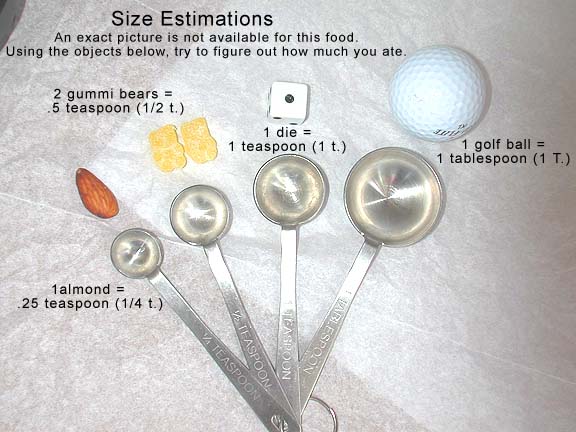 Size Estimations
An exact picture is not available for this food.
Using the objects below, try to figure out how much you ate.
2 gummi bears =
.5 teaspoon (1/2 t.)
1 die =
1 teaspoon (1 t.)
1 golf ball =
1 tablespoon (1 T.)
1almond =
.25 teaspoon (1/4 t.)
¼ TEASPOON
½ TEASPOON
1 TEASPOON
1 TABLESPOON